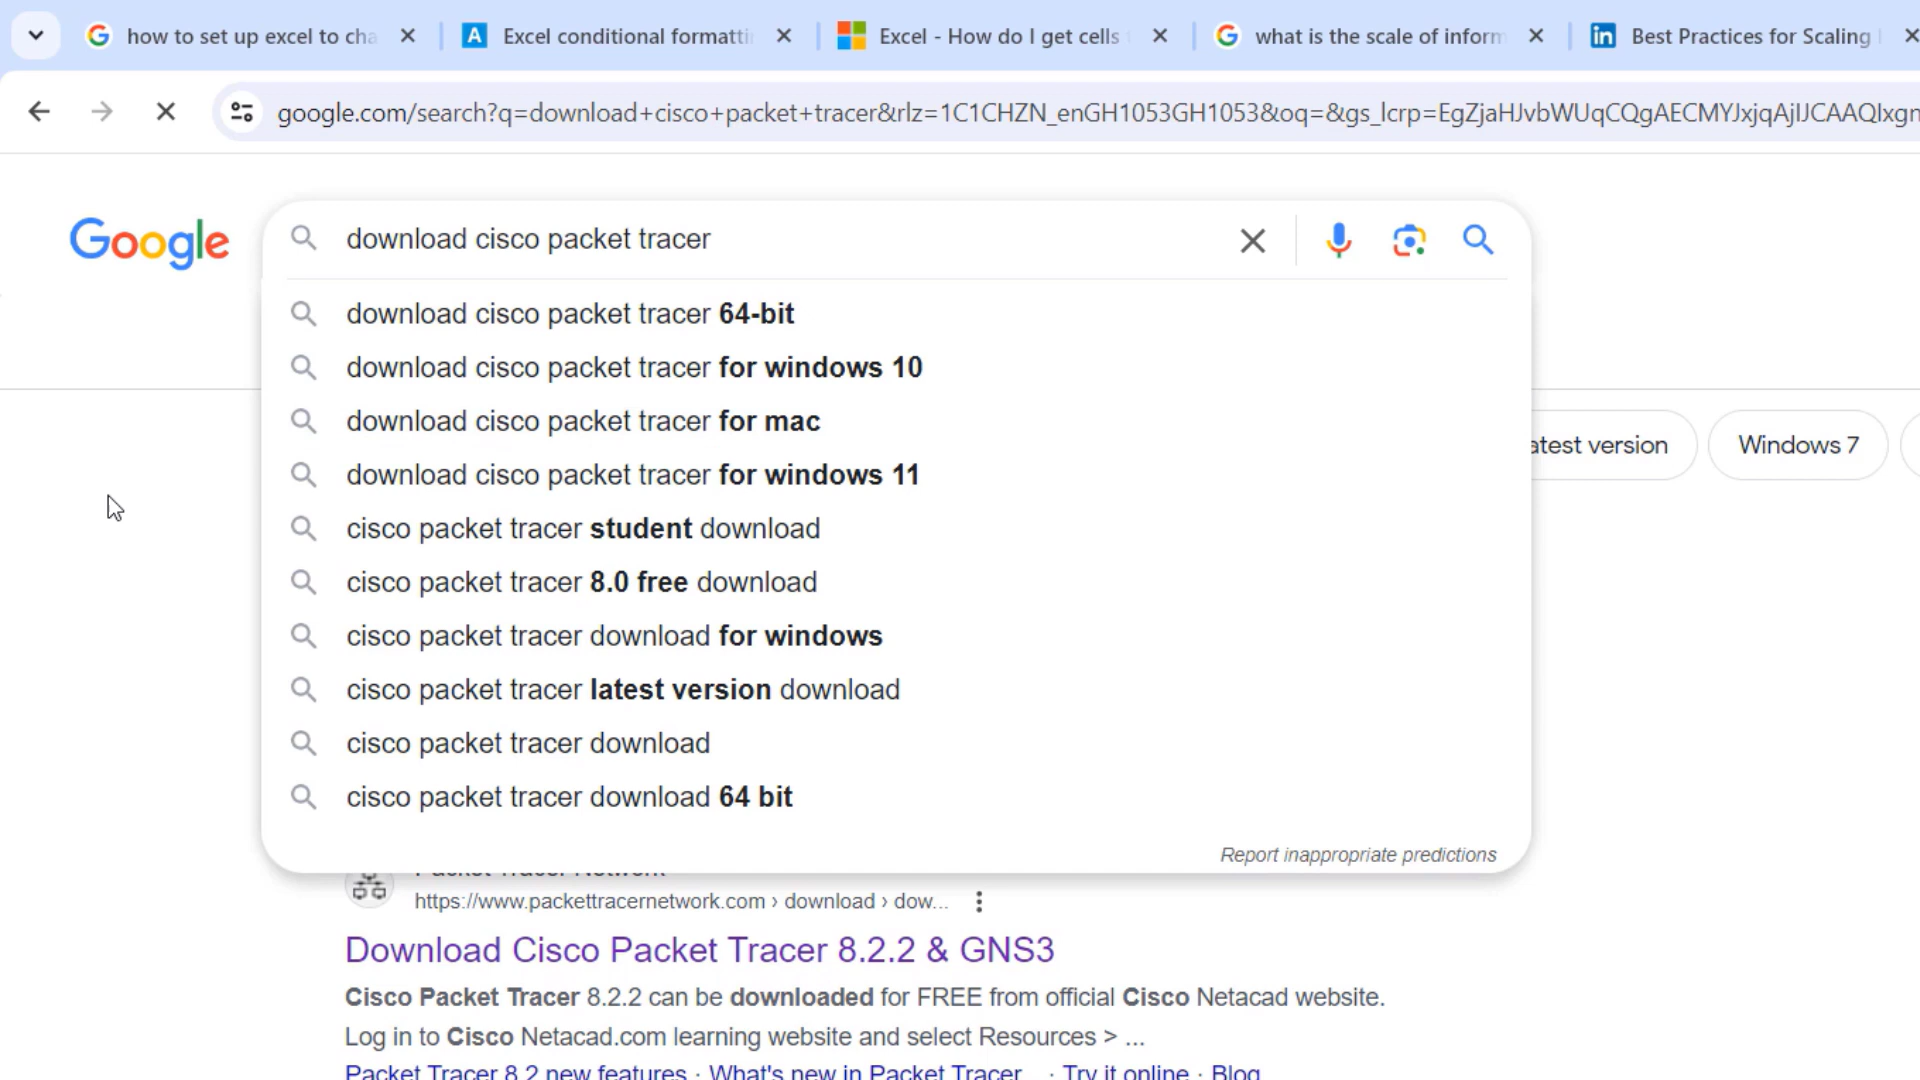 how to set up excel to cha
Excel conditional formatti
Excel - How do I get cells
what is the scale of inform
Best Practices for Scaling
google.com/search?q=download+cisco+packet+tracer&rlz=1C1CHZN_enGH1053GH1053&oq=&gs_lcrp=EgZjaHJvbWUqCQgAECMYJxjqAjIJCAAQIxgn
Google
download cisco packet tracer
download cisco packet tracer 64-bit
download cisco packet tracer for windows 10
download cisco packet tracer for mac
download cisco packet tracer for windows 11
cisco packet tracer student download
cisco packet tracer 8.0 free download
cisco packet tracer download for windows
cisco packet tracer latest version download
cisco packet tracer download
cisco packet tracer download 64 bit
Report inappropriate predictions
atest version
Windows 7
Packet Tracer Network
https://www.packettracernetwork.com › download › dow...
Download Cisco Packet Tracer 8.2.2 & GNS3
Cisco Packet Tracer 8.2.2 can be downloaded for FREE from official Cisco Netacad website.
Log in to Cisco Netacad.com learning website and select Resources > ...
Packet Tracer 8.2 new features · What's new in Packet Tracer... · Try it online · Blog